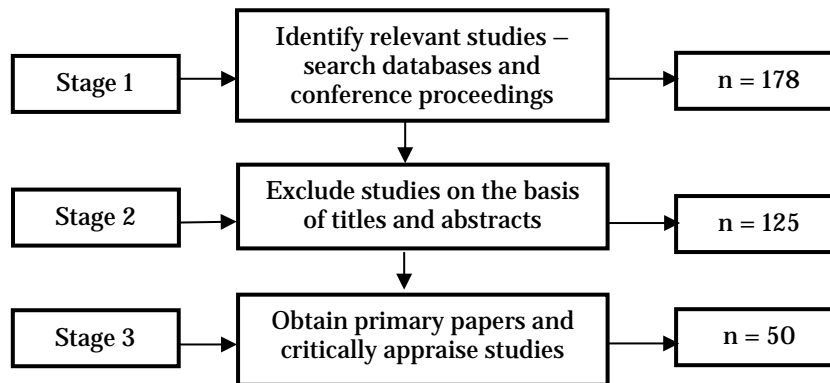 Stage 1
Identify relevant studies –
search databases and
conference proceedings
n = 178
Stage 2
Exclude studies on the basis
of titles and abstracts
n = 125
Stage 3
Obtain primary papers and
critically appraise studies
n = 50